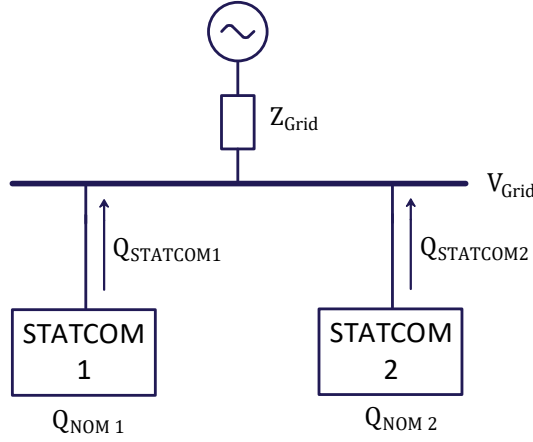 Z_Grid
V_Grid
Q_STATCOM1
Q_STATCOM2
STATCOM
1
STATCOM
2
Q_NOM 1
Q_NOM 2